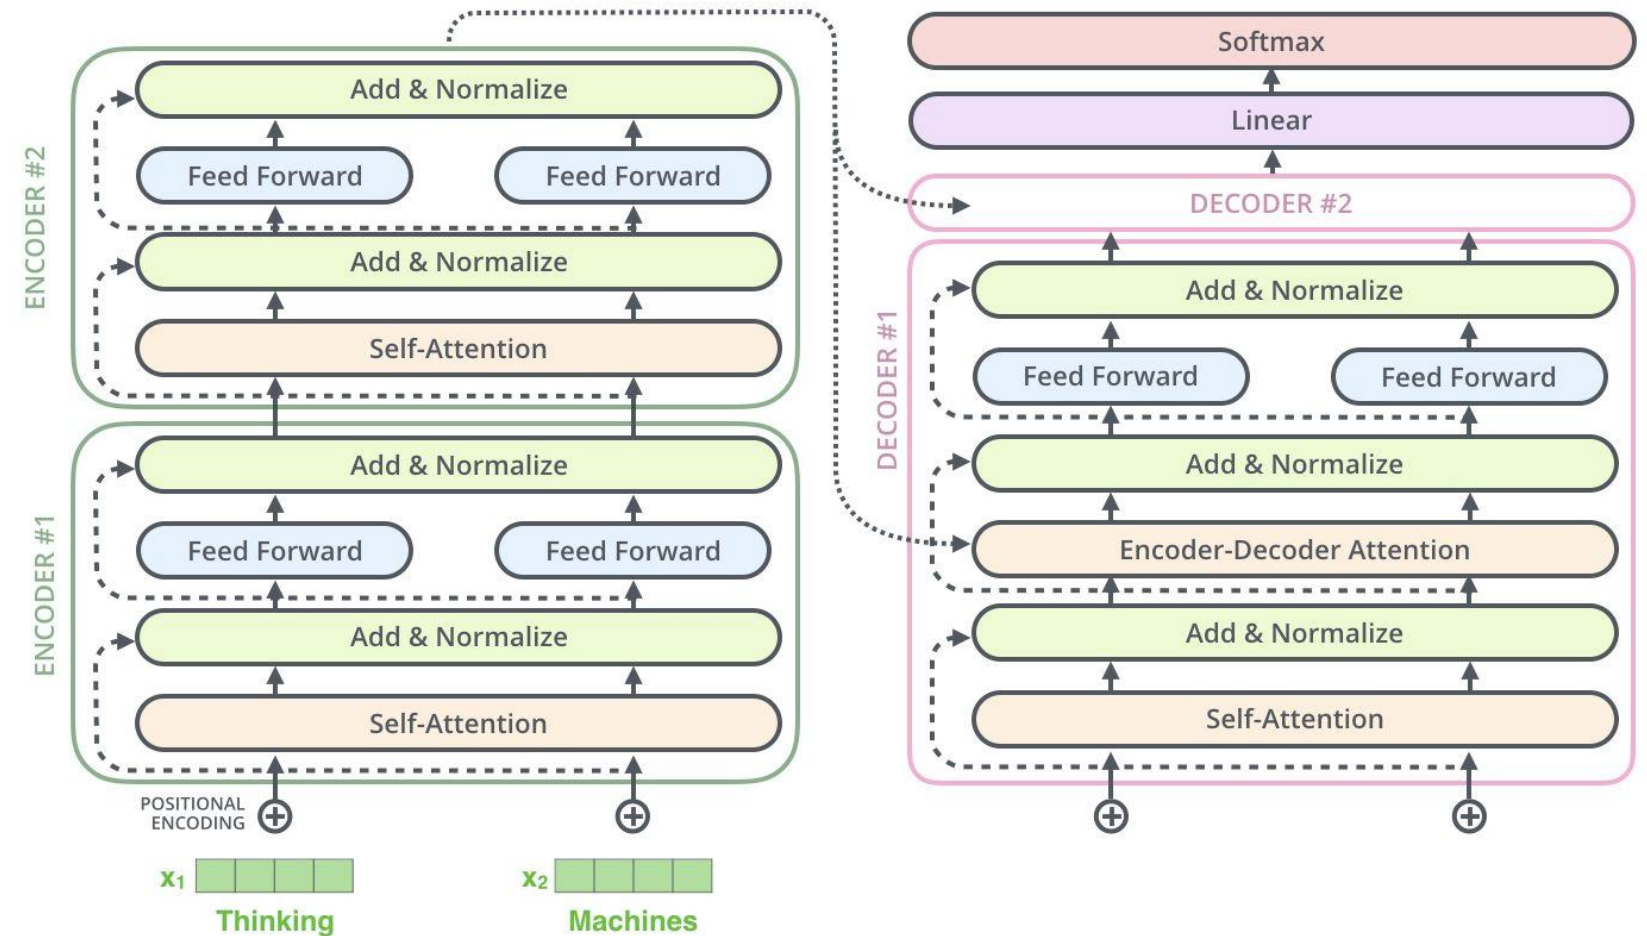 ENCODER #2
Add & Normalize
Feed Forward
Feed Forward
Add & Normalize
Self-Attention
ENCODER #1
Add & Normalize
Feed Forward
Feed Forward
Add & Normalize
Self-Attention
POSITIONAL
ENCODING
x1
x2
Thinking
Machines
Softmax
Linear
DECODER #2
DECODER #1
Add & Normalize
Feed Forward
Feed Forward
Add & Normalize
Encoder-Decoder Attention
Add & Normalize
Self-Attention